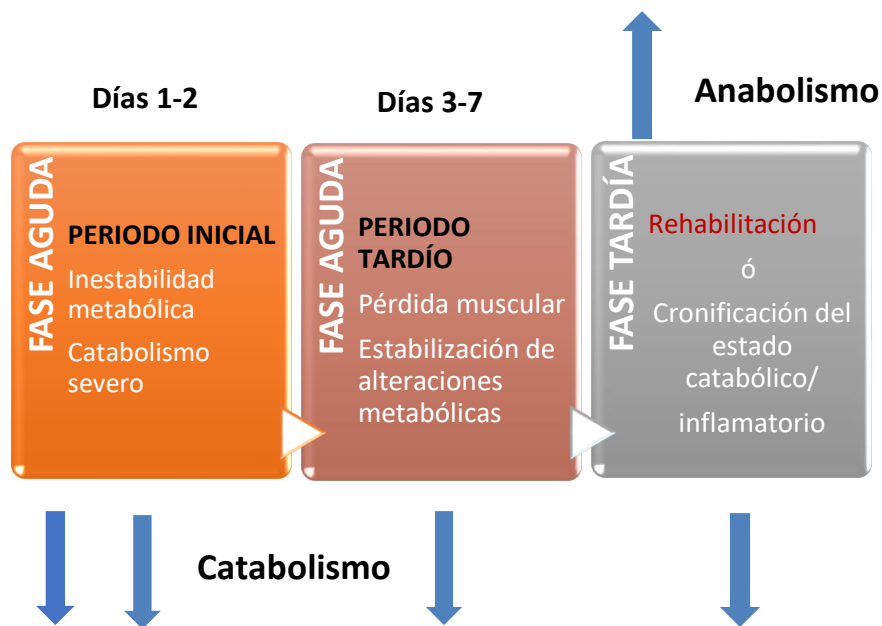 Días 1-2
Días 3-7
Anabolismo
FASE AGUDA
PERIODO INICIAL
Inestabilidad
metabólica
Catabolismo
severo
FASE AGUDA
PERIODO
TARDÍO
Pérdida muscular
Estabilización de
alteraciones
metabólicas
FASE TARDÍA
Rehabilitación
ó
Cronificación del
estado
catabólico/
inflamatorio
Catabolismo